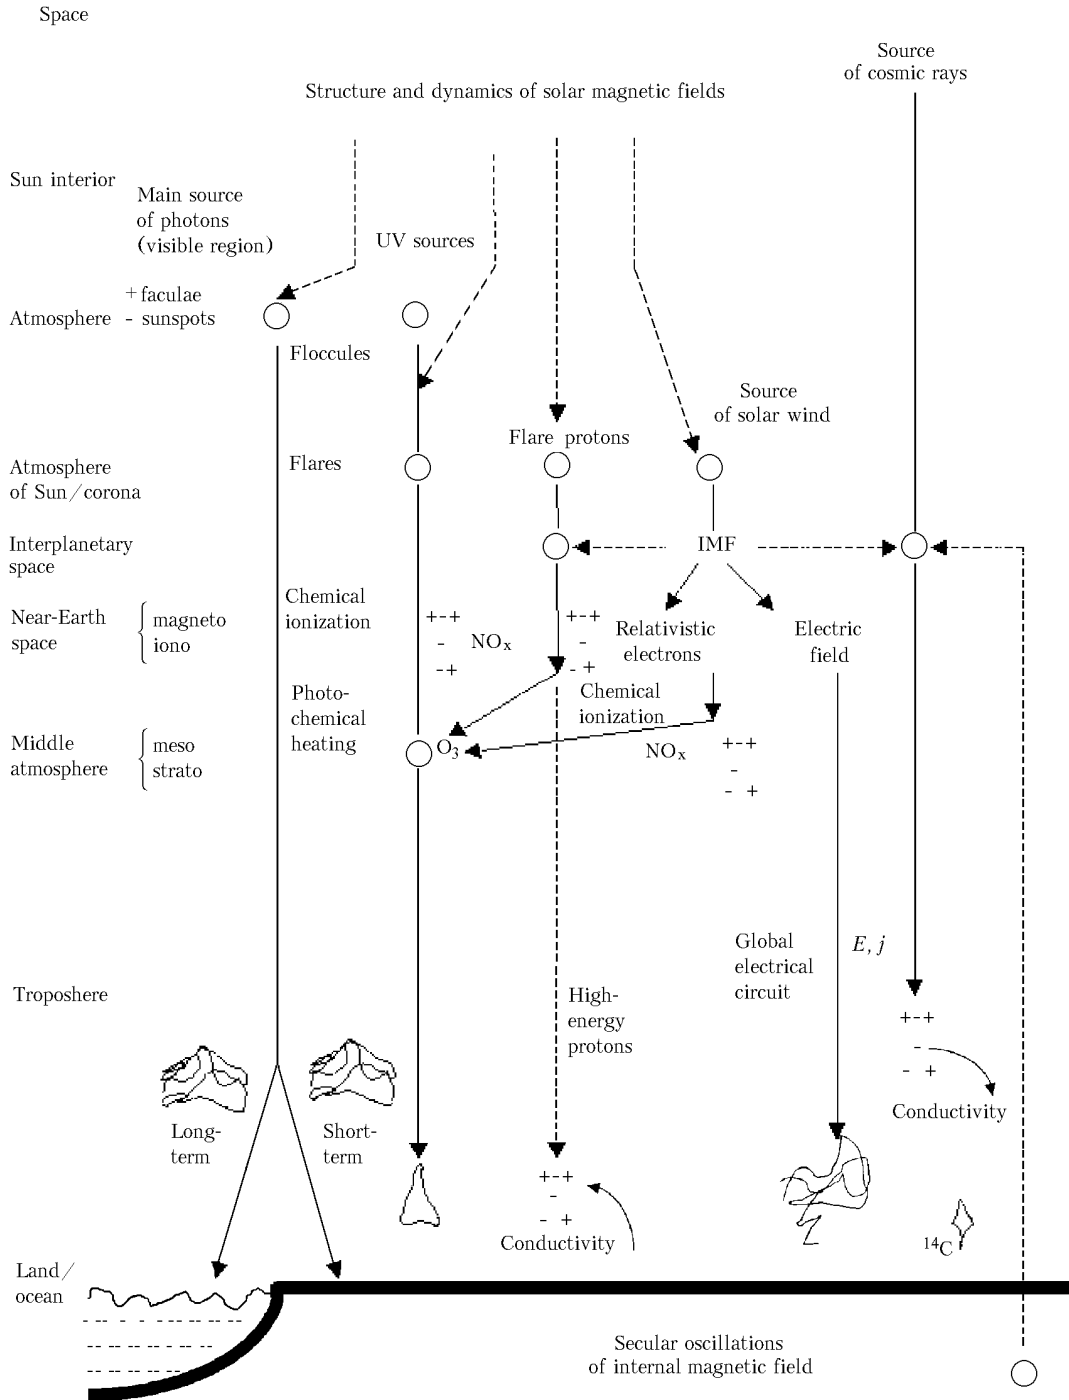 Space
Source
of cosmic rays
Structure and dynamics of solar magnetic fields
Sun interior
Main source
of photons
(visible region)
UV sources
+ faculae
Atmosphere - sunspots
Floccules
Source
of solar wind
Flare protons
Atmosphere
of Sun/corona
Flares
Interplanetary
space
IMF
Near-Earth
space
magneto
iono
Chemical
ionization
+-+
-
-+
NOx
+-+
-
- +
Relativistic
electrons
Electric
field
Photo-
chemical
heating
Chemical
ionization
Middle
atmosphere
meso
strato
O3
NOx
+-+
-
- +
Global
electrical
circuit
E, j
Troposhere
High-
energy
protons
+-+
-
- +
Conductivity
Long-
term
Short-
term
+-+
-
- +
Conductivity
14C
Land/
ocean
Secular oscillations
of internal magnetic field